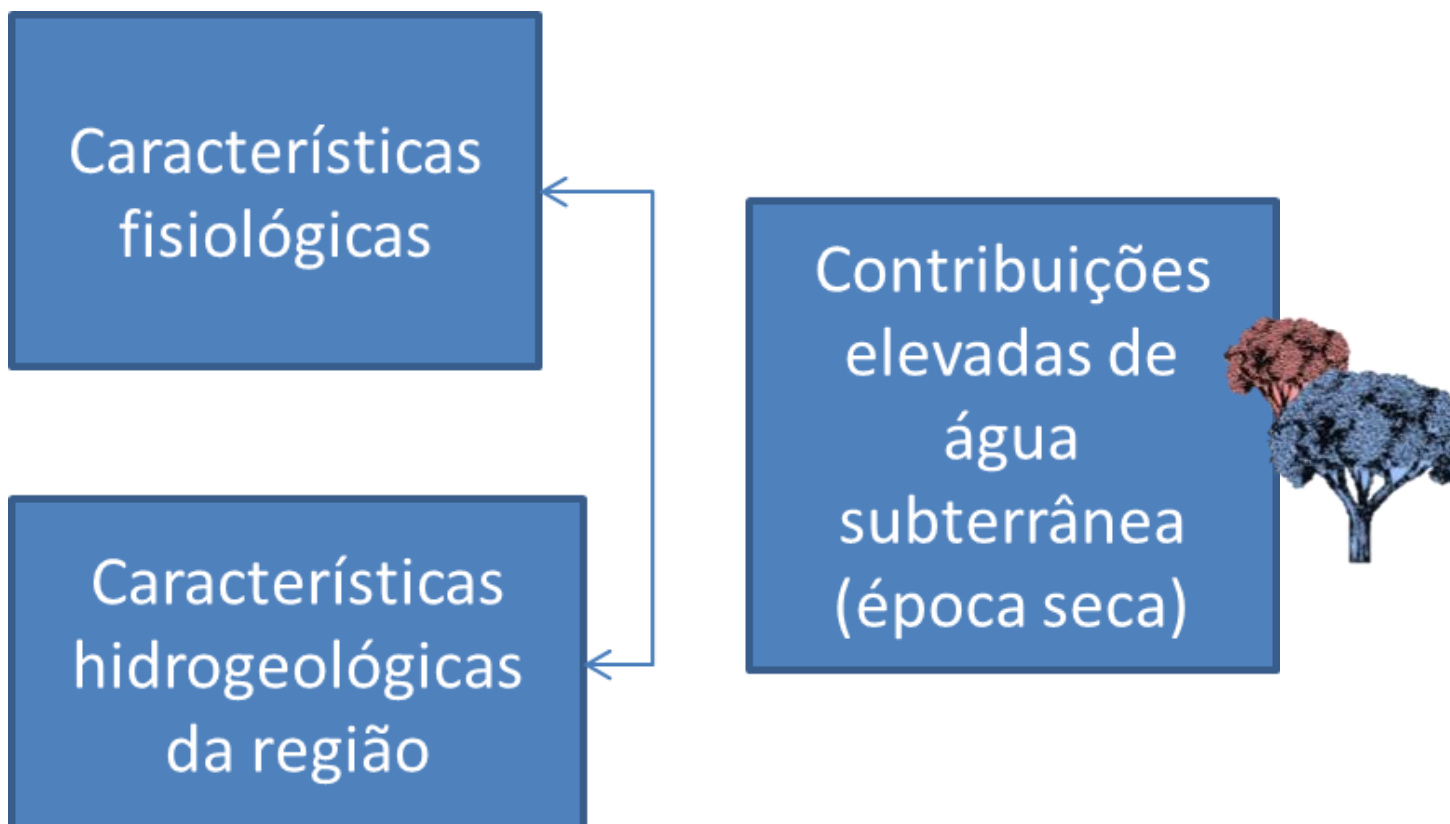 Características
fisiológicas
Contribuições
elevadas de
água
subterrânea
(época seca)
Características
hidrogeológicas
da região